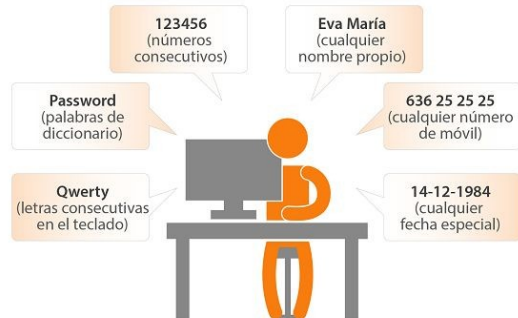 123456
(números
consecutivos)
Eva María
(cualquier
nombre propio)
Password
(palabras de
diccionario)
636 25 25 25
(cualquier número
de móvil)
Qwerty
(letras consecutivas
en el teclado)
14-12-1984
(cualquier
fecha especial)